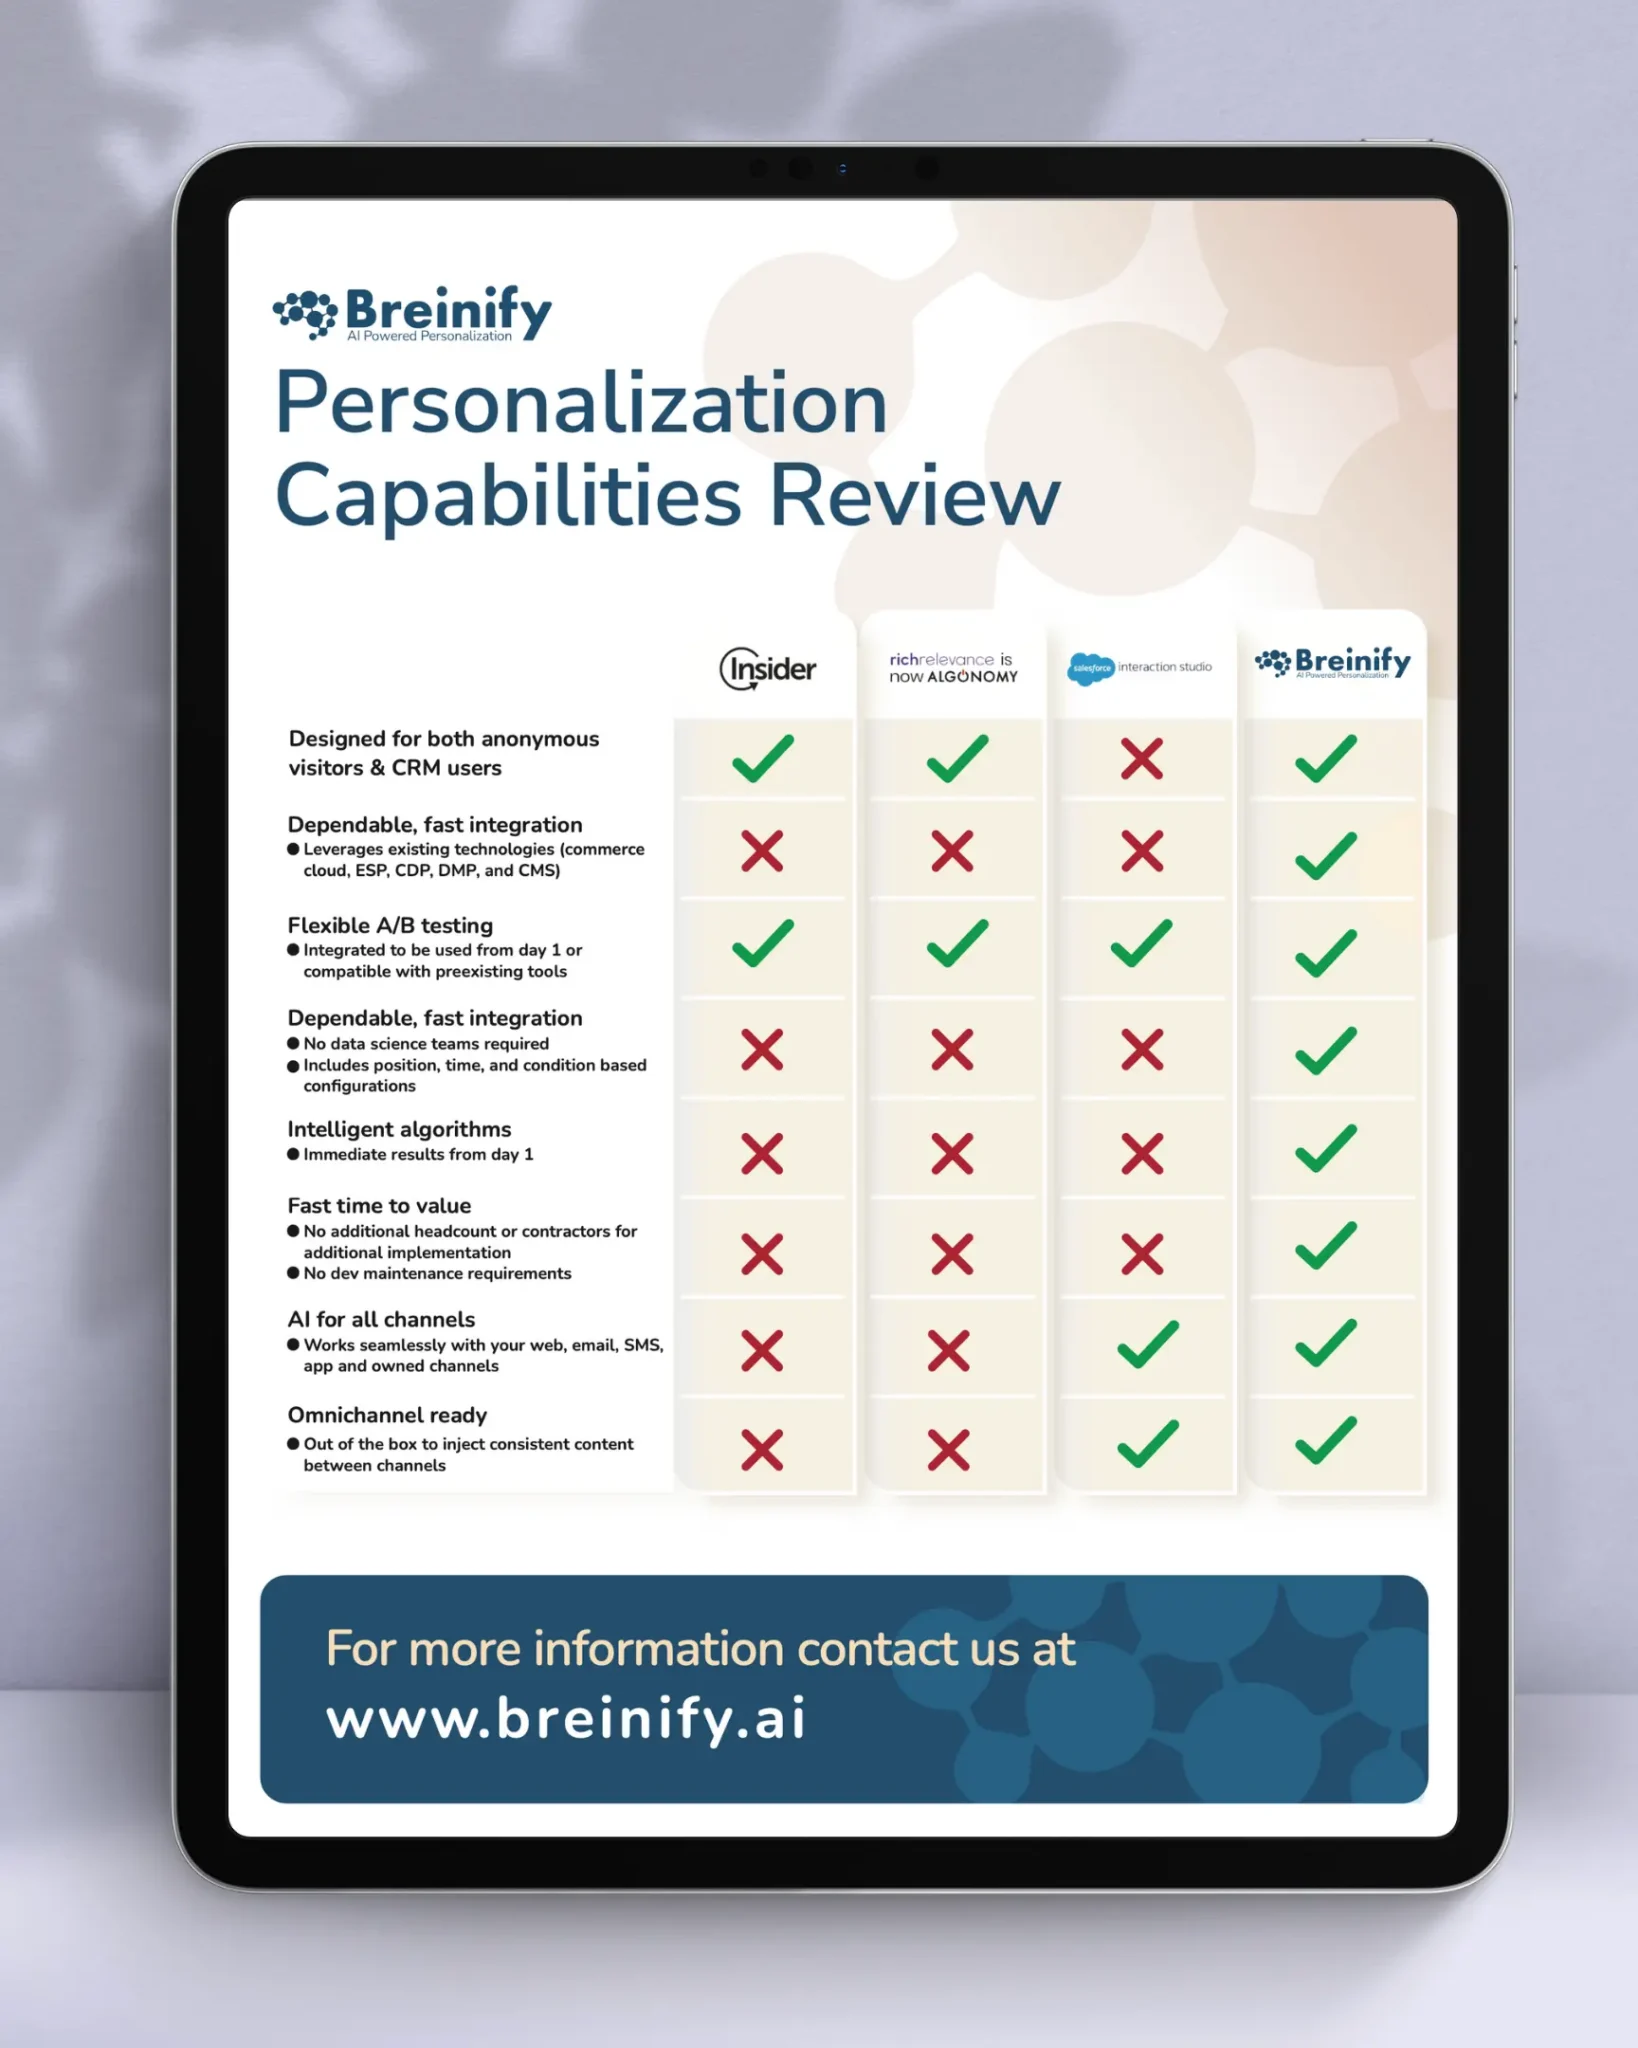 Breinify
AI Powered Personalization
Personalization
Capabilities Review
Insider
richrelevance is
now ALGONOMY
salesforce interaction studio
Breinify
AI Powered Personalization
Designed for both anonymous
visitors & CRM users
Dependable, fast integration
● Leverages existing technologies (commerce
cloud, ESP, CDP, DMP, and CMS)
Flexible A/B testing
● Integrated to be used from day 1 or
compatible with preexisting tools
Dependable, fast integration
● No data science teams required
● Includes position, time, and condition based
configurations
Intelligent algorithms
● Immediate results from day 1
Fast time to value
● No additional headcount or contractors for
additional implementation
● No dev maintenance requirements
AI for all channels
● Works seamlessly with your web, email, SMS,
app and owned channels
Omnichannel ready
● Out of the box to inject consistent content
between channels
For more information contact us at
www.breinify.ai